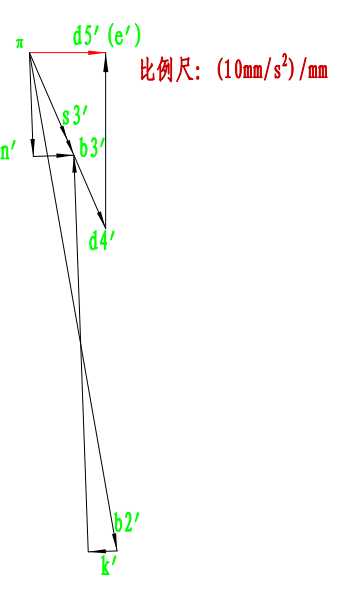 π
d5′(e′)
比例尺: (10mm/s²)/mm
s3′
n′
b3′
d4′
b2′
k′